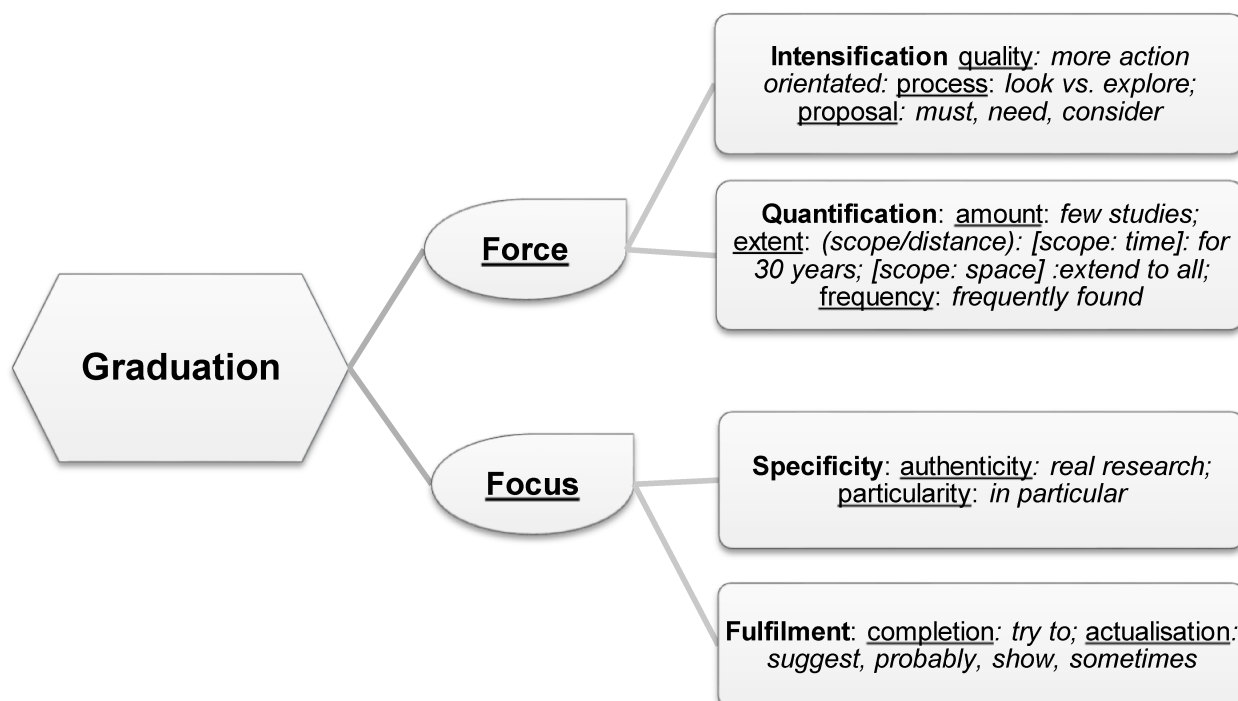 Graduation
Force
Intensification quality: more action
orientated: process: look vs. explore;
proposal: must, need, consider
Quantification: amount: few studies;
extent: (scope/distance): [scope: time]: for
30 years; [scope: space] :extend to all;
frequency: frequently found
Focus
Specificity: authenticity: real research;
particularity: in particular
Fulfilment: completion: try to; actualisation:
suggest, probably, show, sometimes